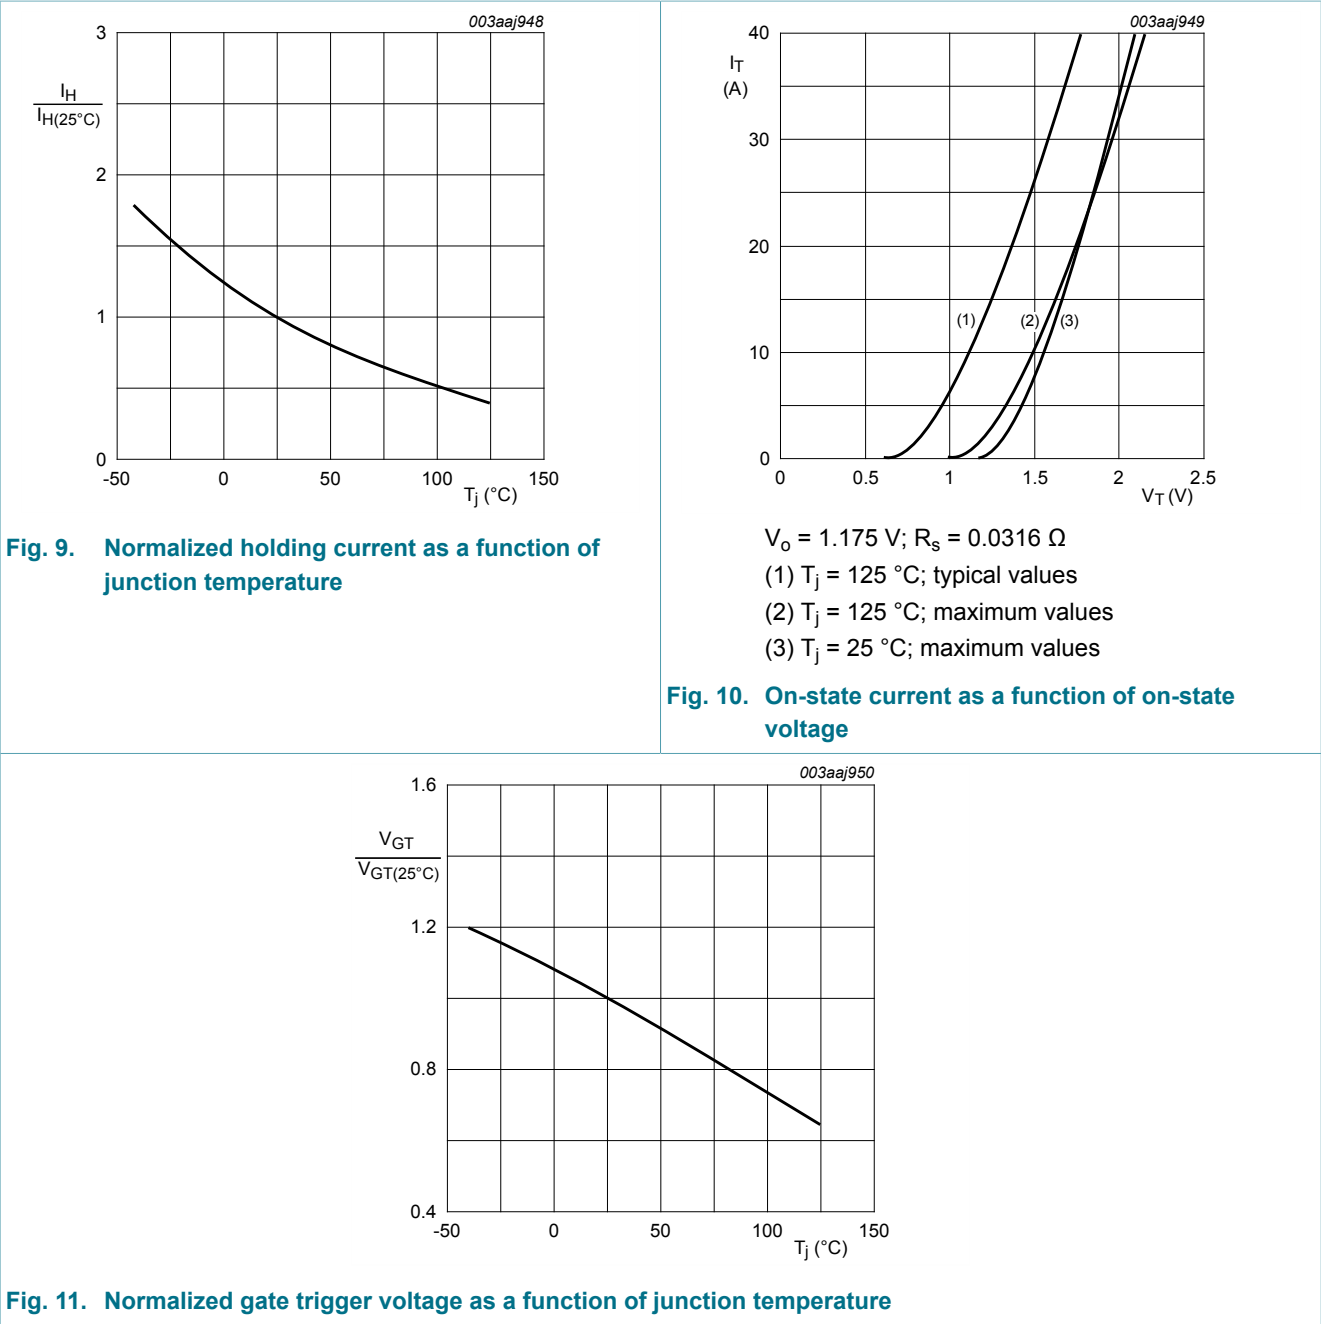 003aaj948
3
I_H
I_H(25°C)
2
1
0
-50 0 50 100 150
T_j (°C)
Fig. 9. Normalized holding current as a function of
junction temperature
003aaj949
40
I_T
(A)
30
20
10
0
(1) (2) (3)
0 0.5 1 1.5 2 2.5
V_T (V)
V_o = 1.175 V; R_s = 0.0316 Ω
(1) T_j = 125 °C; typical values
(2) T_j = 125 °C; maximum values
(3) T_j = 25 °C; maximum values
Fig. 10. On-state current as a function of on-state
voltage
003aaj950
1.6
V_GT
V_GT(25°C)
1.2
0.8
0.4
-50 0 50 100 150
T_j (°C)
Fig. 11. Normalized gate trigger voltage as a function of junction temperature